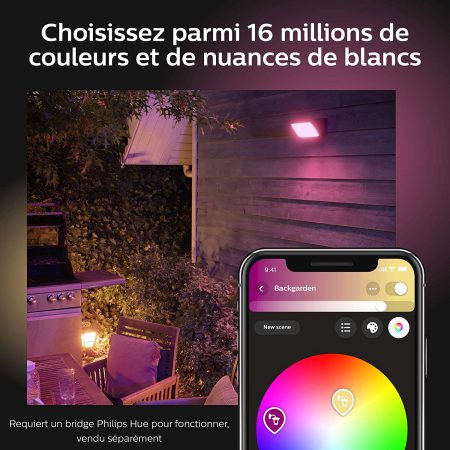 Choisissez parmi 16 millions de
couleurs et de nuances de blancs
9:41
Backgarden
New scene
Requiert un bridge Philips Hue pour fonctionner,
vendu séparément